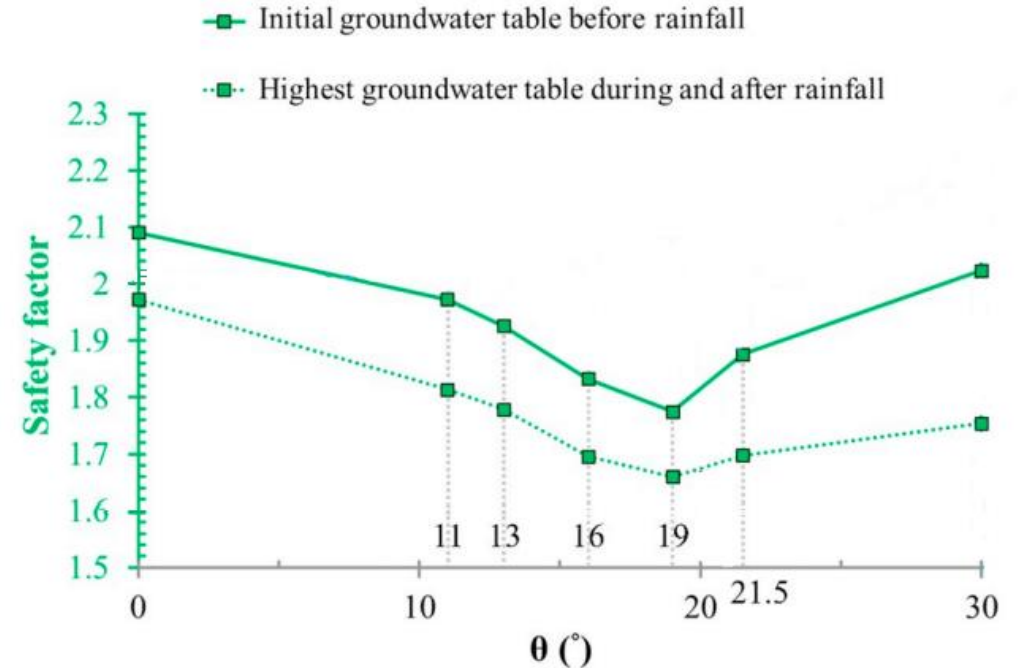 Initial groundwater table before rainfall
Highest groundwater table during and after rainfall
2.3
2.2
2.1
2
1.9
1.8
1.7
1.6
1.5
Safety factor
11 13 16 19
21.5
0 10 20 30
θ (°)